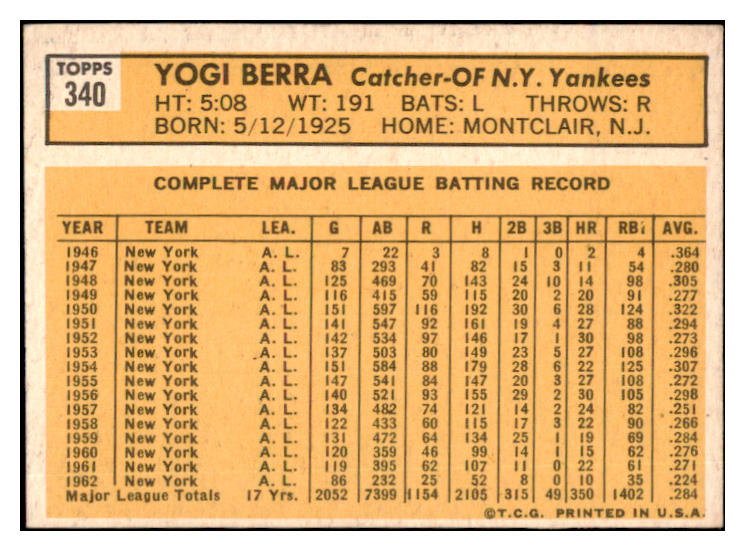 TOPPS
340
YOGI BERRA Catcher-OF N.Y. Yankees
HT: 5:08 WT: 191 BATS: L THROWS: R
BORN: 5/12/1925 HOME: MONTCLAIR, N.J.
COMPLETE MAJOR LEAGUE BATTING RECORD
YEAR TEAM LEA. G AB R H 2B 3B HR RBI AVG.
1946 New York A. L. 7 22 3 8 1 0 2 4 .364
1947 New York A. L. 83 293 41 82 15 3 11 54 .280
1948 New York A. L. 125 469 70 143 24 10 14 98 .305
1949 New York A. L. 116 415 59 115 20 2 20 91 .277
1950 New York A. L. 151 597 116 192 30 6 28 124 .322
1951 New York A. L. 141 547 92 161 19 4 27 88 .294
1952 New York A. L. 142 534 97 146 17 1 30 98 .273
1953 New York A. L. 137 503 80 149 23 5 27 108 .296
1954 New York A. L. 151 584 88 179 28 6 22 125 .307
1955 New York A. L. 147 541 84 147 20 3 27 108 .272
1956 New York A. L. 140 521 93 155 29 2 30 105 .298
1957 New York A. L. 134 482 74 121 14 2 24 82 .251
1958 New York A. L. 122 433 60 115 17 3 22 90 .266
1959 New York A. L. 131 472 64 134 25 1 19 69 .284
1960 New York A. L. 120 359 46 99 14 1 15 62 .276
1961 New York A. L. 119 395 62 107 11 0 22 61 .271
1962 New York A. L. 86 232 25 52 8 0 10 35 .224
Major League Totals 17 Yrs. 2052 7399 1154 2105 315 49 350 1402 .284
©T.C.G. PRINTED IN U.S.A.